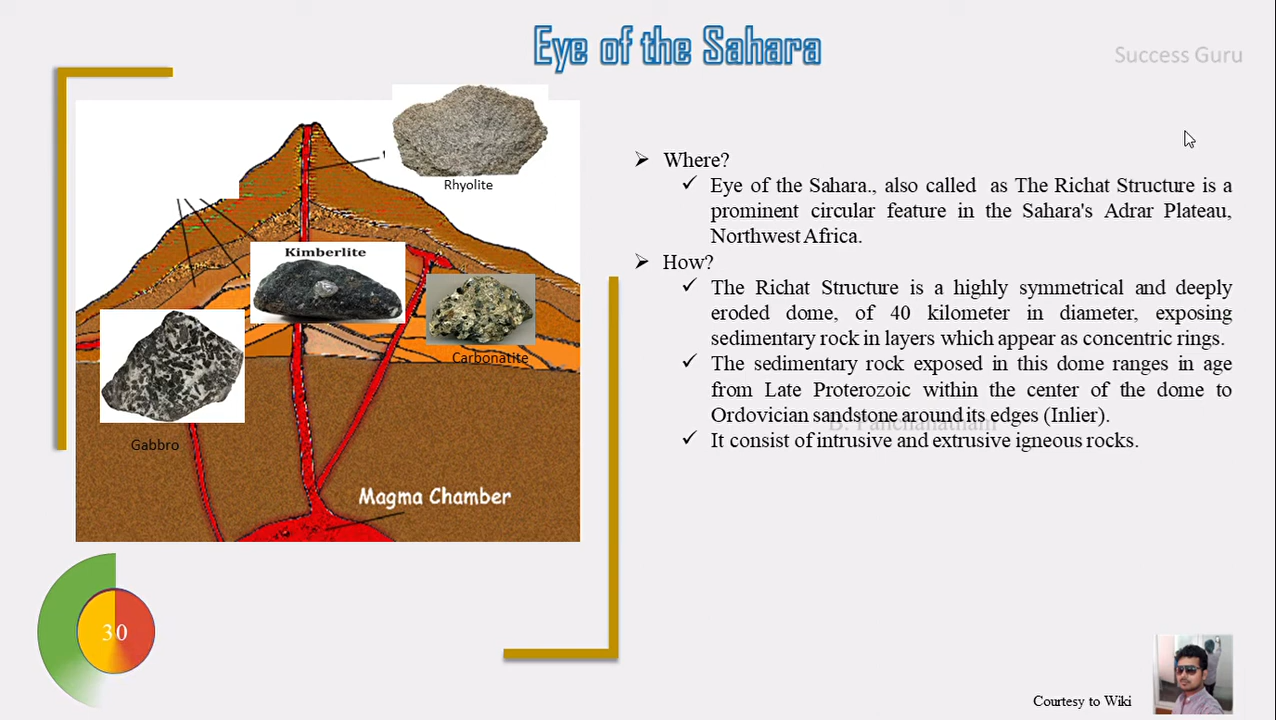 Eye of the Sahara
Success Guru
Rhyolite
Kimberlite
Carbonatite
Gabbro
Magma Chamber
30
➢ Where?
✓ Eye of the Sahara., also called as The Richat Structure is a
prominent circular feature in the Sahara's Adrar Plateau,
Northwest Africa.
➢ How?
✓ The Richat Structure is a highly symmetrical and deeply
eroded dome, of 40 kilometer in diameter, exposing
sedimentary rock in layers which appear as concentric rings.
✓ The sedimentary rock exposed in this dome ranges in age
from Late Proterozoic within the center of the dome to
Ordovician sandstone around its edges (Inlier).
B. Panchanatham
✓ It consist of intrusive and extrusive igneous rocks.
Courtesy to Wiki